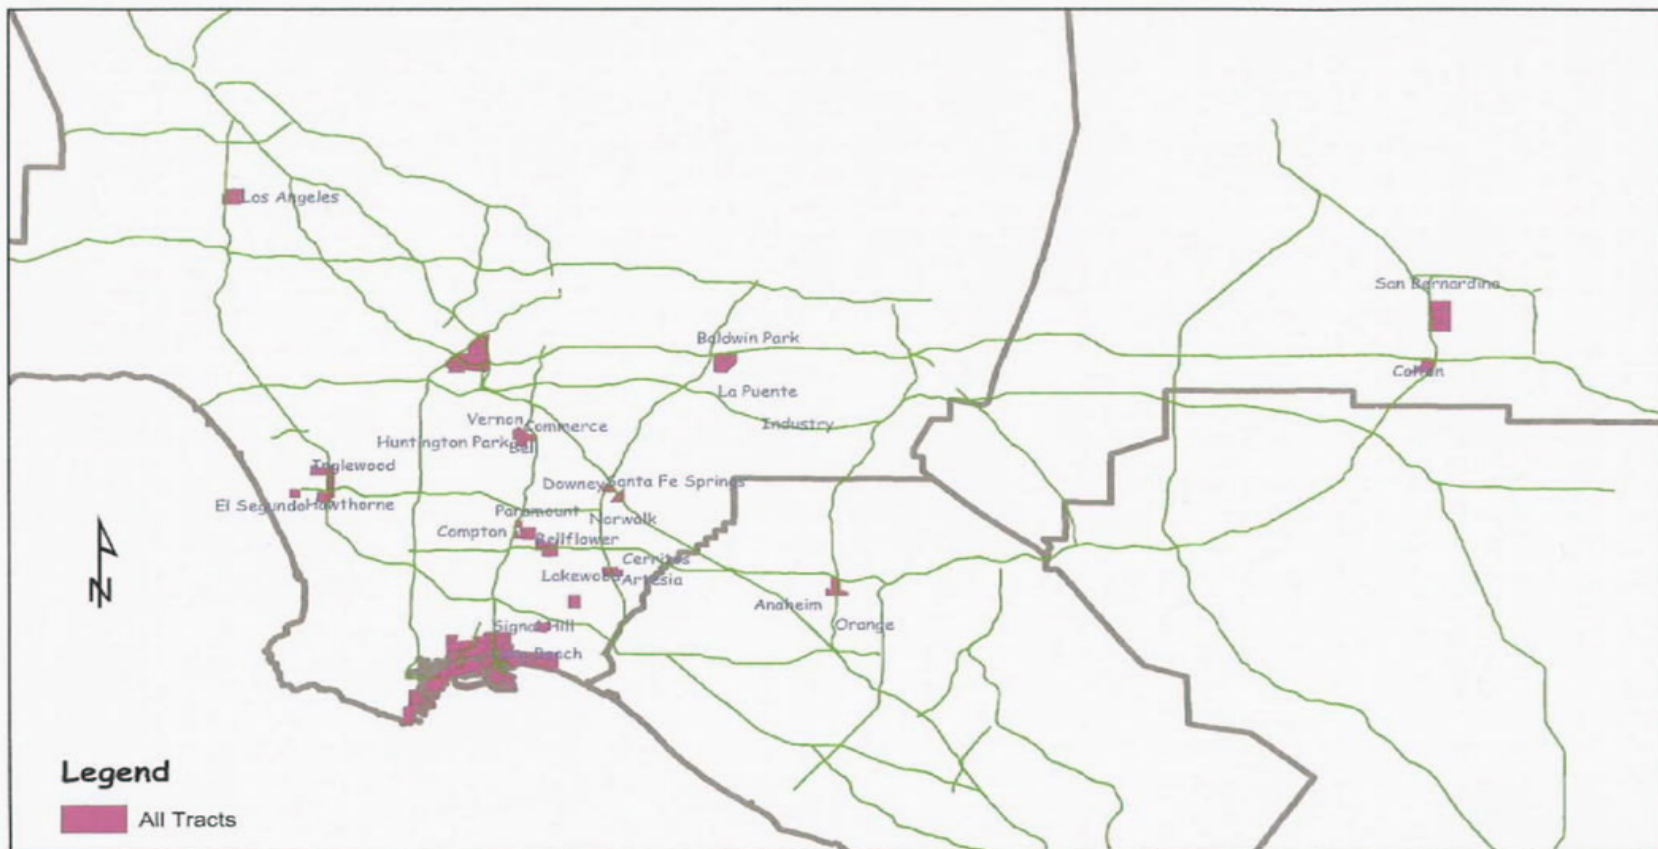 Los Angeles
San Bernardino
Baldwin Park
La Puente
Vernon
Commerce
Industry
Huntington Park
Bell
Inglewood
Downey
Santa Fe Springs
El Segundo
Hawthorne
Paramount
Norwalk
Compton
Bellflower
Cerritos
Lakewood
Artesia
Anaheim
Orange
Signal Hill
Beach
Colton
N
Legend
All Tracts